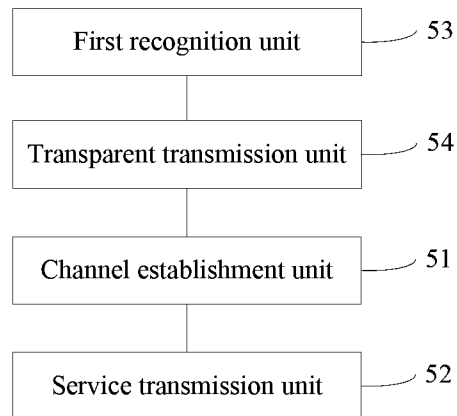 First recognition unit 53
Transparent transmission unit 54
Channel establishment unit 51
Service transmission unit 52